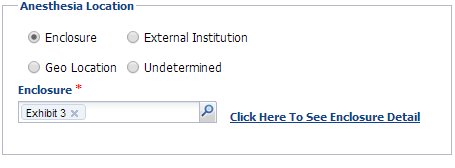 Anesthesia Location
Enclosure External Institution
Geo Location Undetermined
Enclosure *
Exhibit 3 × Click Here To See Enclosure Detail